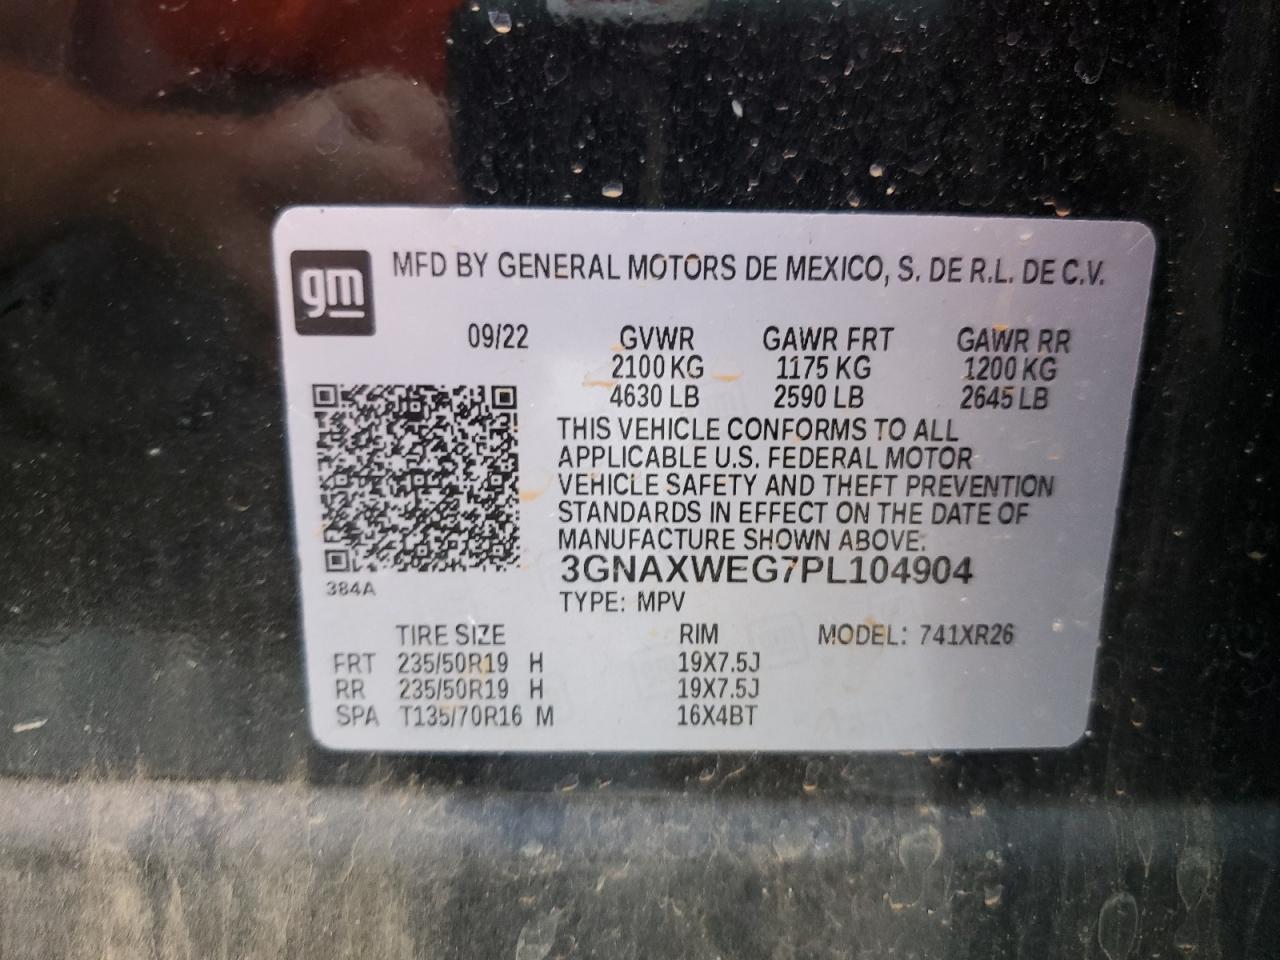 gm
MFD BY GENERAL MOTORS DE MEXICO, S. DE R.L. DE C.V.
09/22 GVWR GAWR FRT GAWR RR
2100 KG 1175 KG 1200 KG
4630 LB 2590 LB 2645 LB
THIS VEHICLE CONFORMS TO ALL
APPLICABLE U.S. FEDERAL MOTOR
VEHICLE SAFETY AND THEFT PREVENTION
STANDARDS IN EFFECT ON THE DATE OF
MANUFACTURE SHOWN ABOVE.
3GNAXWEG7PL104904
384A
TYPE: MPV
TIRE SIZE RIM MODEL: 741XR26
FRT 235/50R19 H 19X7.5J
RR 235/50R19 H 19X7.5J
SPA T135/70R16 M 16X4BT